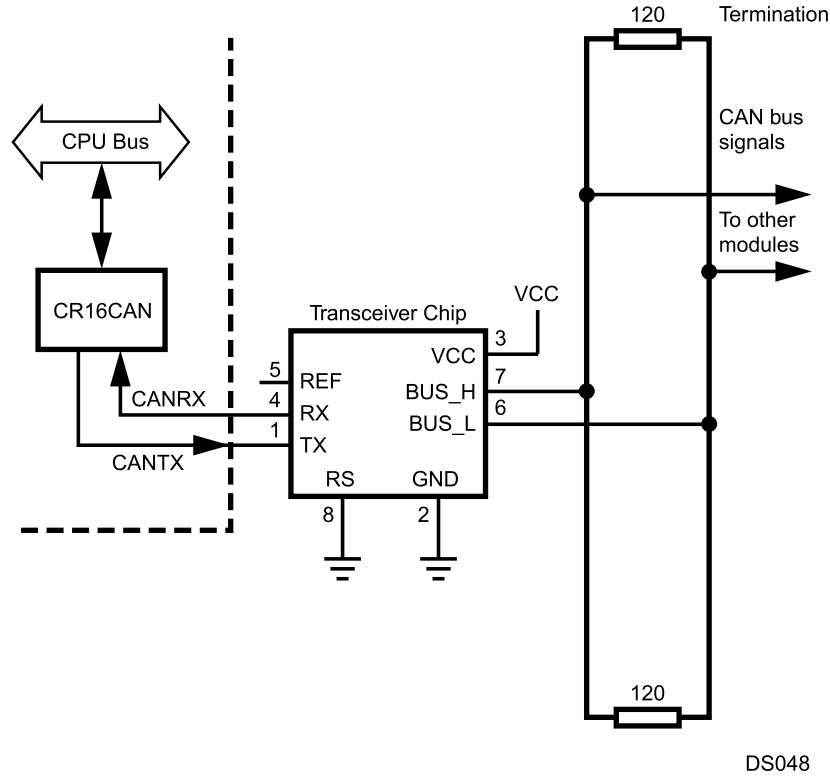 120
Termination
CAN bus
signals
To other
modules
CPU Bus
CR16CAN
CANRX
CANTX
Transceiver Chip
VCC
5
REF
4
RX
1
TX
3
VCC
7
BUS_H
6
BUS_L
RS
GND
8
2
120
DS048